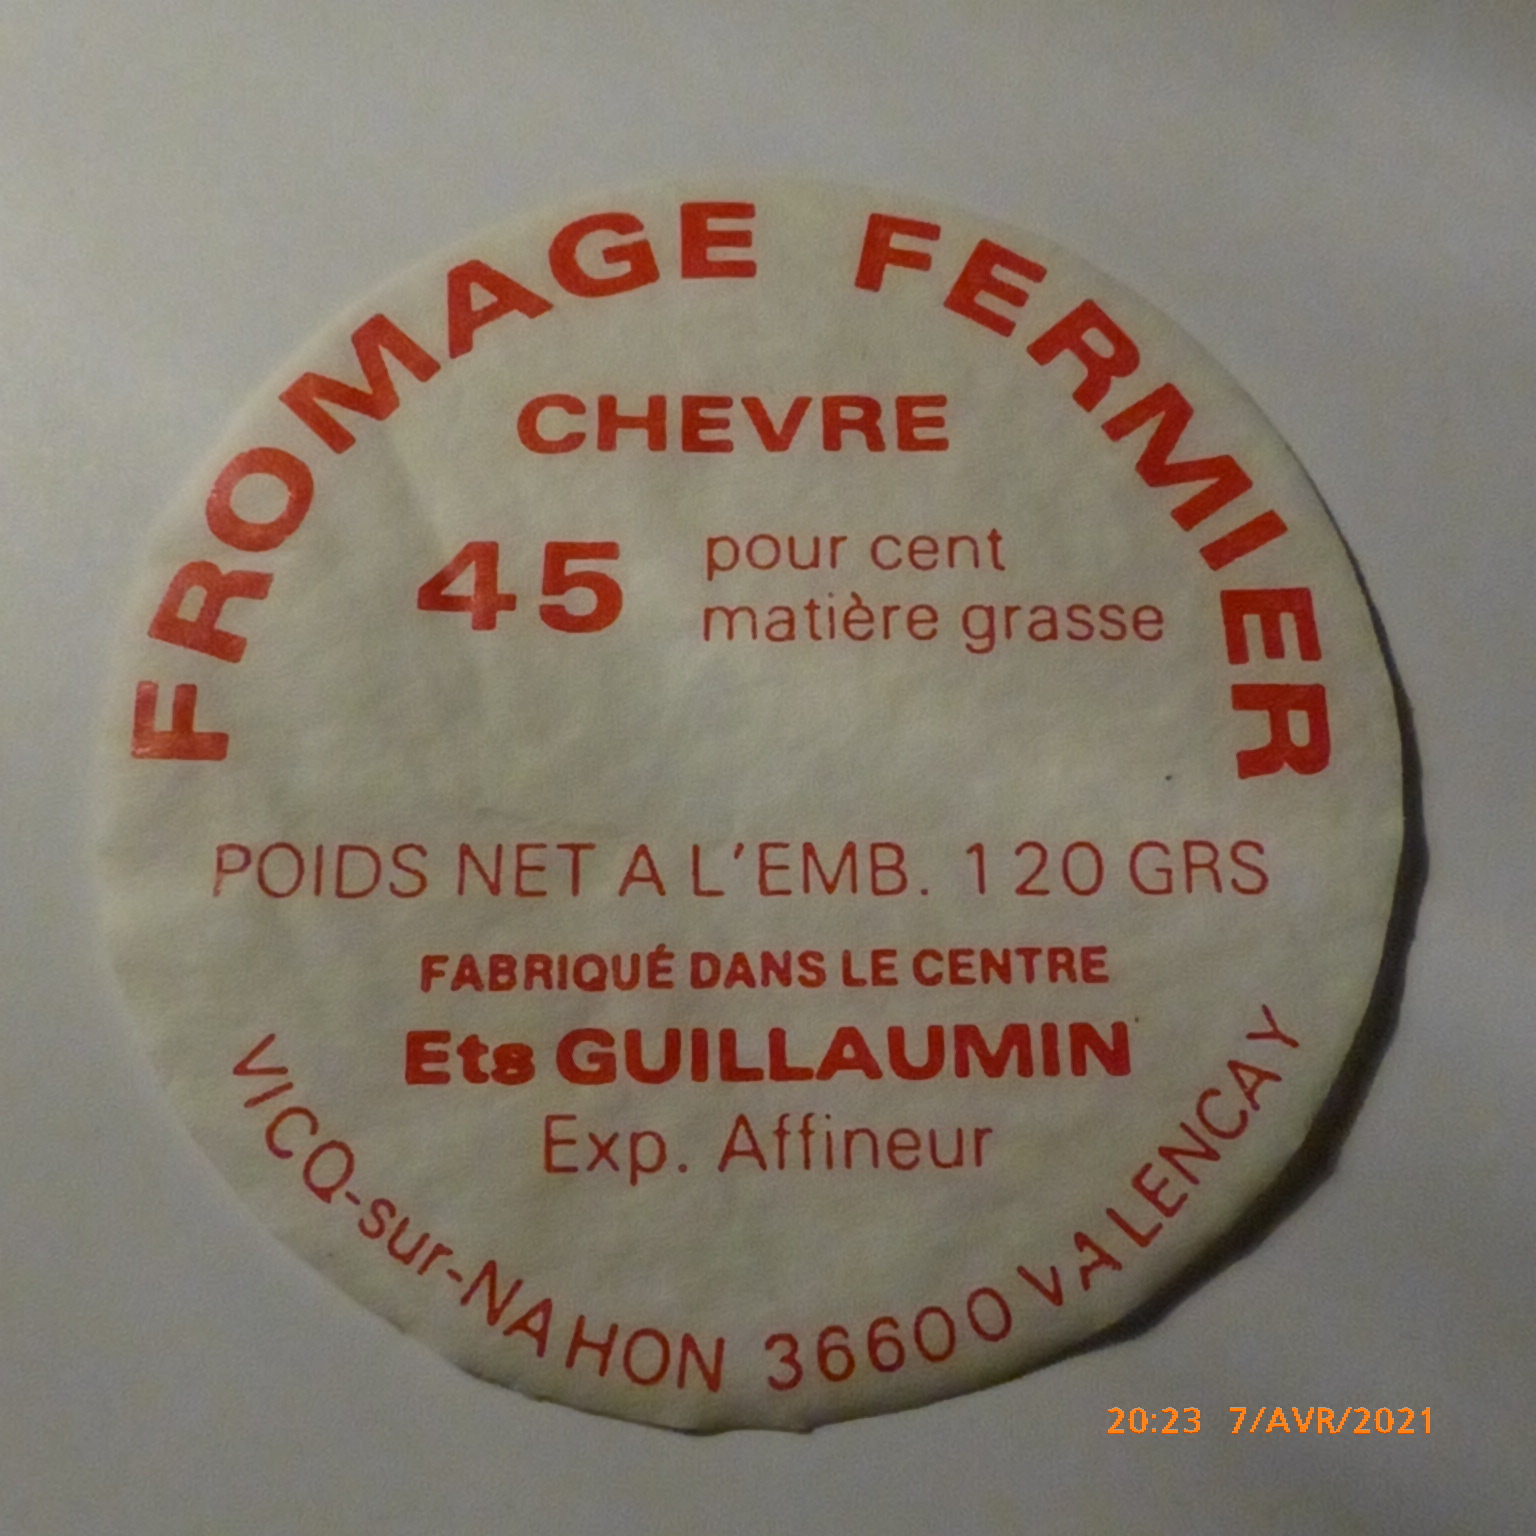 FROMAGE FERMIER
CHEVRE
45 pour cent
matière grasse
POIDS NET A L'EMB. 120 GRS
FABRIQUÉ DANS LE CENTRE
Ets GUILLAUMIN
Exp. Affineur
VICQ-sur-NAHON 36600 VALENCAY
20:23 7/AVR/2021